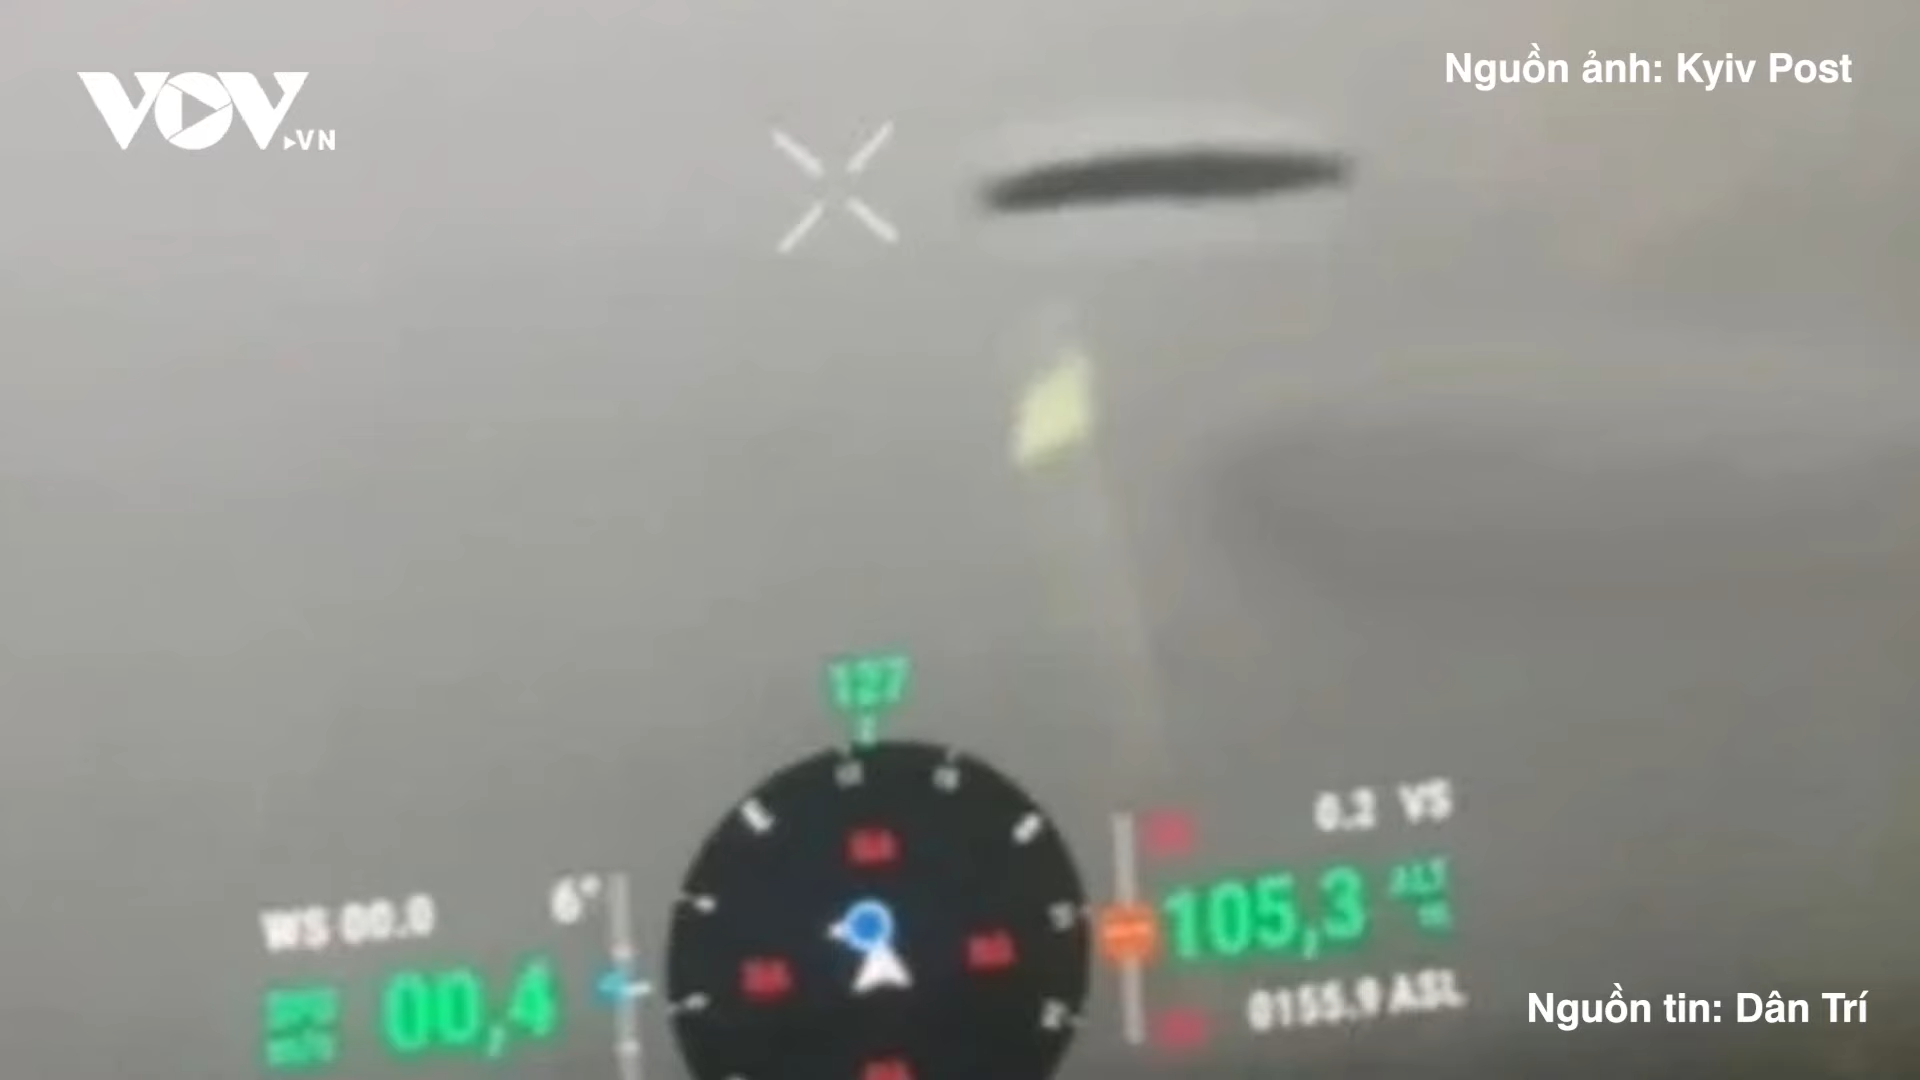 VOV.VN
Nguồn ảnh: Kyiv Post
127
0.2 VS
WS 00.0
6°
105,3 ALT
00,4
0155.9 ASL
Nguồn tin: Dân Trí